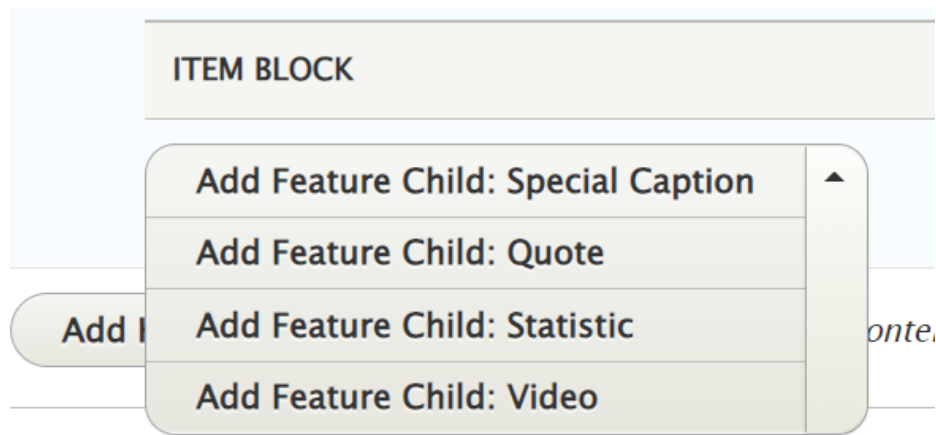 ITEM BLOCK
Add Feature Child: Special Caption
Add Feature Child: Quote
Add Feature Child: Statistic
Add
Add Feature Child: Video